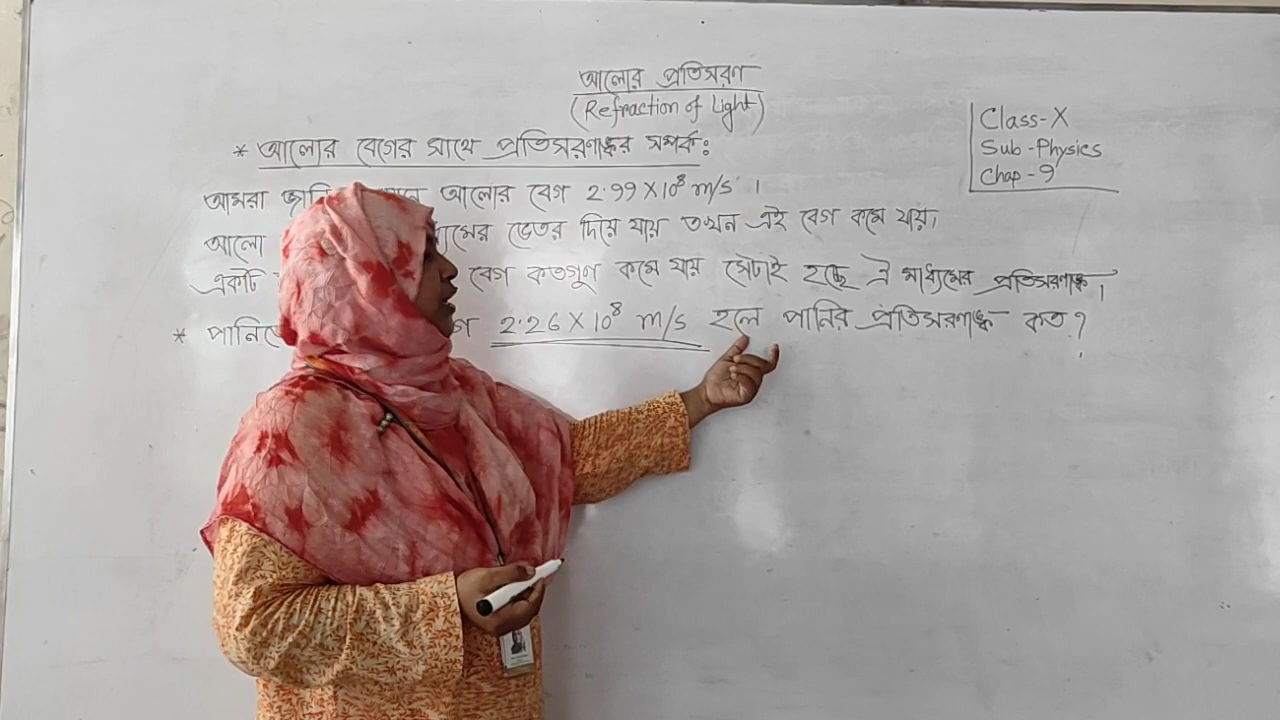 আলোর প্রতিসরণ
(Refraction of Light)
Class-X
Sub-Physics
Chap-9
* আলোর বেগের সাথে প্রতিসরণাঙ্কের সম্পর্কঃ
আমরা আলোর বেগ 2.99 X 10⁸ m/s ।
আলো ভেতর দিয়ে যায় তখন এই বেগ কমে যায়।
একটি বেগ কতগুণ কমে যায় সেটাই হচ্ছে ঐ মাধ্যমের প্রতিসরণাঙ্ক।
* 2.26 X 10⁸ m/s হলে পানির প্রতিসরণাঙ্ক কত?